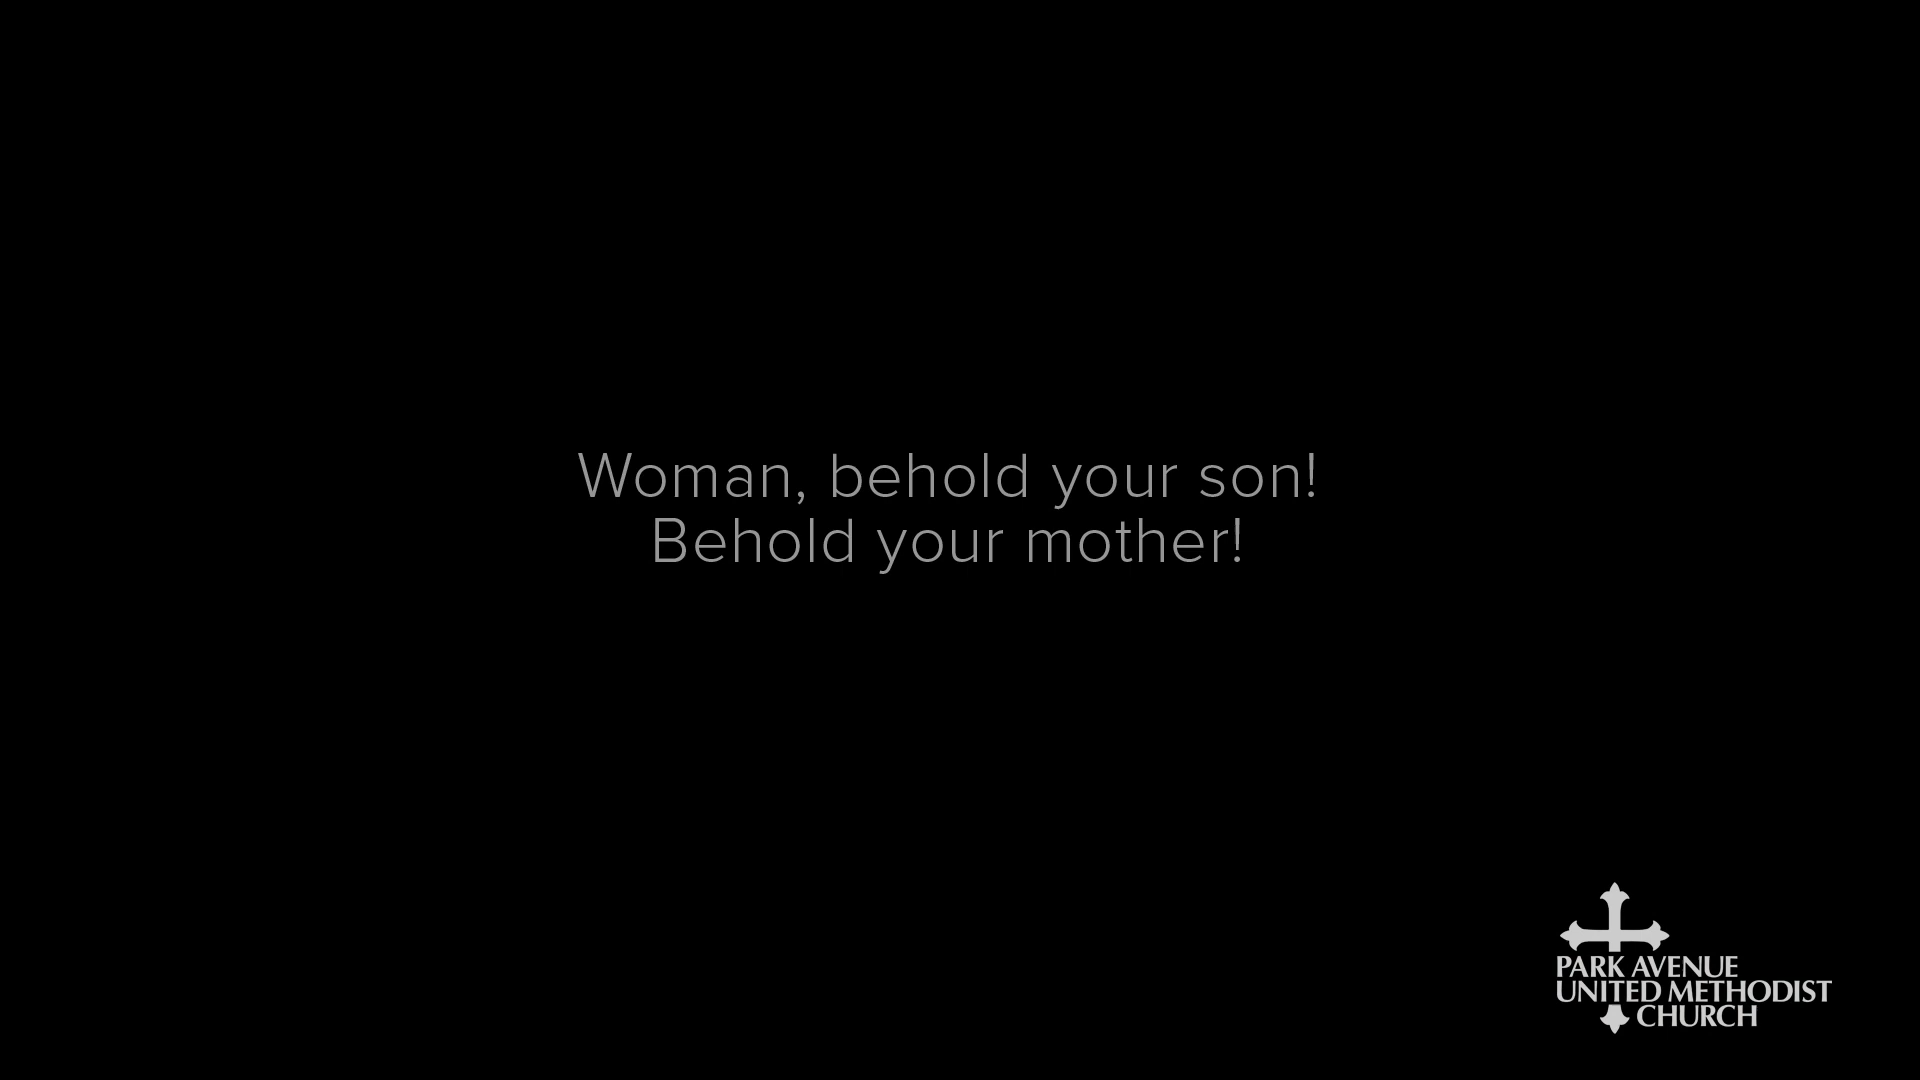 Woman, behold your son!
Behold your mother!
PARK AVENUE
UNITED METHODIST
CHURCH